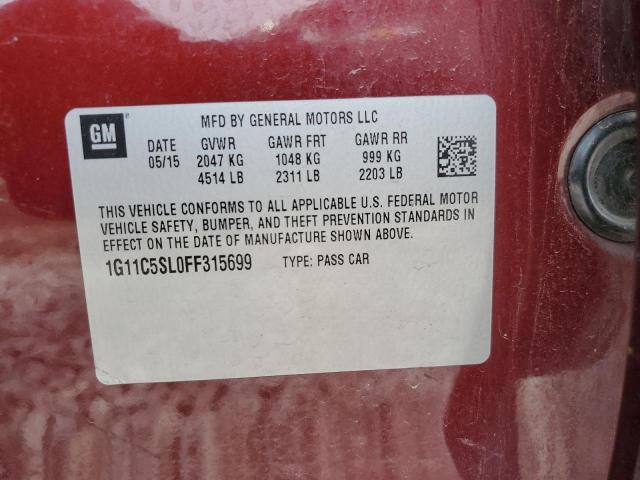 GM
MFD BY GENERAL MOTORS LLC
DATE GVWR GAWR FRT GAWR RR
05/15 2047 KG 1048 KG 999 KG
4514 LB 2311 LB 2203 LB
THIS VEHICLE CONFORMS TO ALL APPLICABLE U.S. FEDERAL MOTOR
VEHICLE SAFETY, BUMPER, AND THEFT PREVENTION STANDARDS IN
EFFECT ON THE DATE OF MANUFACTURE SHOWN ABOVE.
1G11C5SL0FF315699 TYPE: PASS CAR